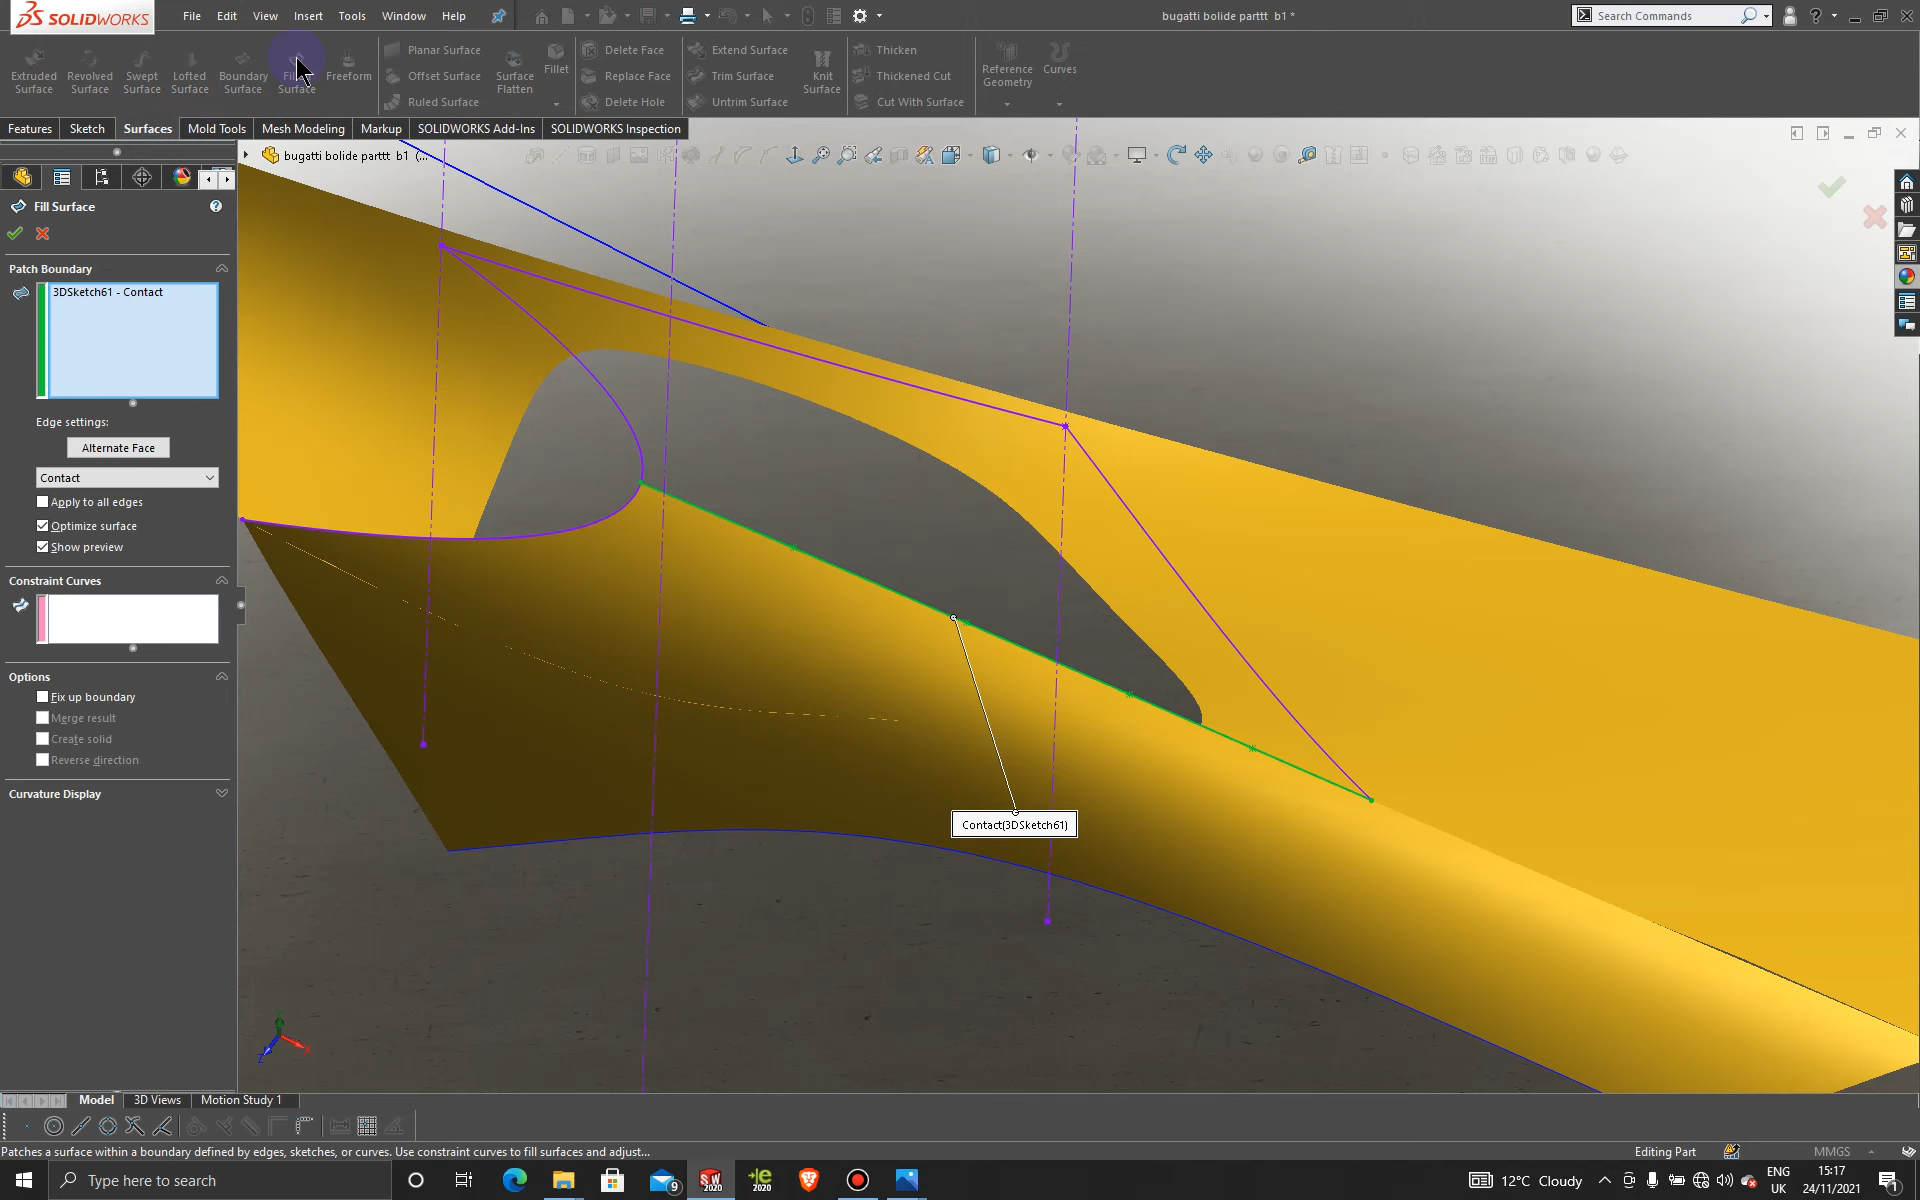 SOLIDWORKS
File Edit View Insert Tools Window Help
bugatti bolide parttt b1 *
Search Commands
Extruded Surface
Revolved Surface
Swept Surface
Lofted Surface
Boundary Surface
Surface
Freeform
Planar Surface
Offset Surface
Ruled Surface
Surface Flatten
Fillet
Delete Face
Replace Face
Delete Hole
Extend Surface
Trim Surface
Untrim Surface
Knit Surface
Thicken
Thickened Cut
Cut With Surface
Reference Geometry
Curves
Features Sketch Surfaces Mold Tools Mesh Modeling Markup SOLIDWORKS Add-Ins SOLIDWORKS Inspection
bugatti bolide parttt b1 (...
Fill Surface
Patch Boundary
3DSketch61 - Contact
Edge settings:
Alternate Face
Contact
Apply to all edges
Optimize surface
Show preview
Constraint Curves
Options
Fix up boundary
Merge result
Create solid
Reverse direction
Curvature Display
Contact(3DSketch61)
Model 3D Views Motion Study 1
Patches a surface within a boundary defined by edges, sketches, or curves. Use constraint curves to fill surfaces and adjust...
Editing Part
MMGS
Type here to search
9
SW 2020
2020
12°C Cloudy
ENG
UK
15:17
24/11/2021
1